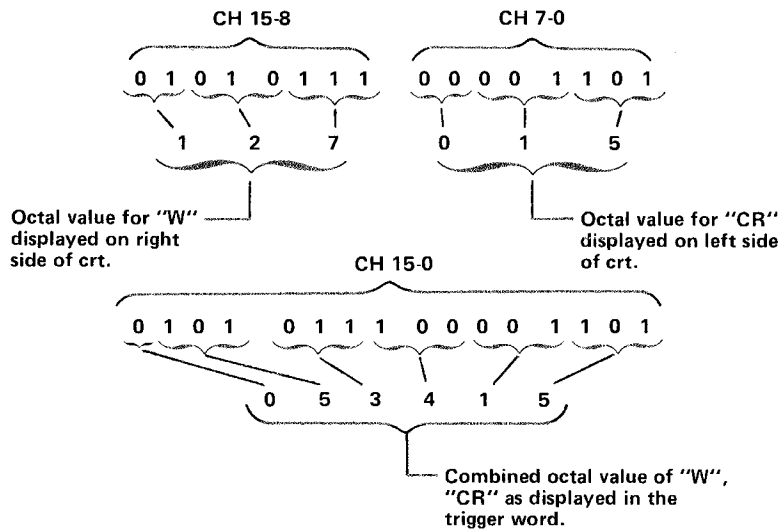 CH 15-8 CH 7-0
0 1 0 1 0 1 1 1 0 0 0 0 1 1 0 1
1 2 7 0 1 5
Octal value for "W"
displayed on right
side of crt.
Octal value for "CR"
displayed on left side
of crt.
CH 15-0
0 1 0 1 0 1 1 1 0 0 0 0 1 1 0 1
0 5 3 4 1 5
Combined octal value of "W",
"CR" as displayed in the
trigger word.